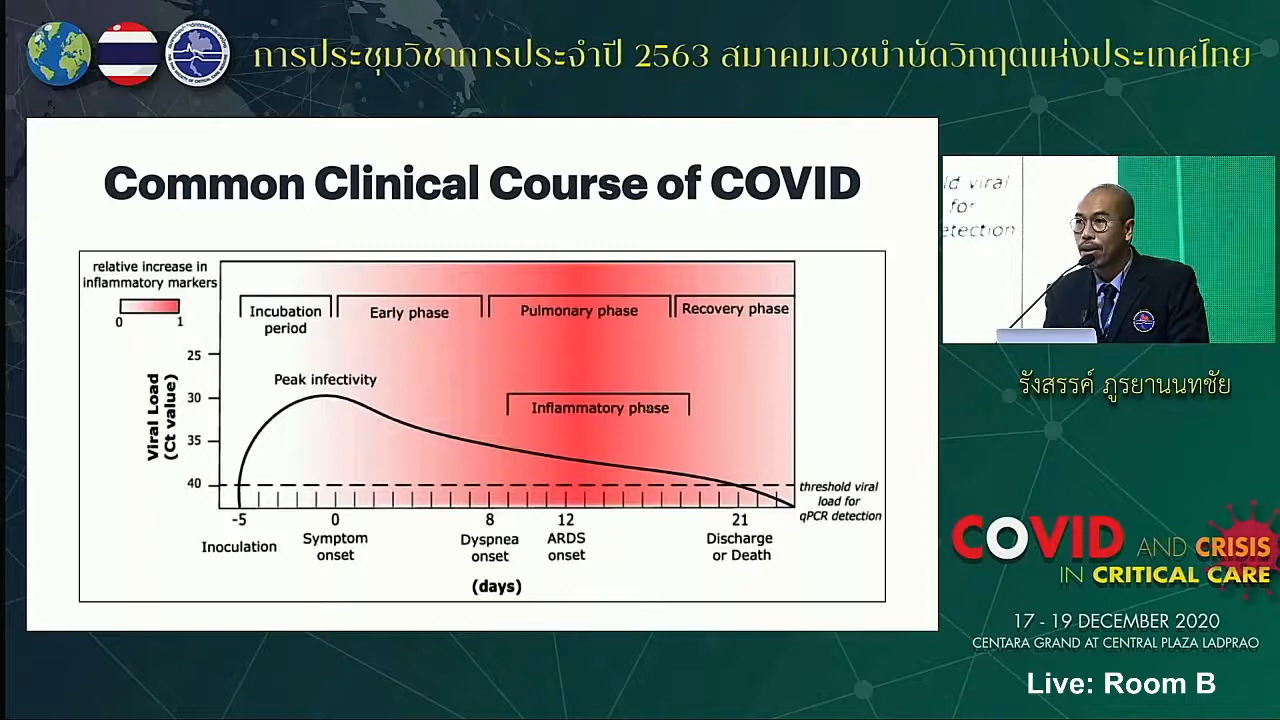 การประชุมวิชาการประจำปี 2563 สมาคมเวชบำบัดวิกฤตแห่งประเทศไทย
Common Clinical Course of COVID
relative increase in
inflammatory markers
0 1
Incubation
period
Early phase
Pulmonary phase
Recovery phase
Peak infectivity
Inflammatory phase
Viral Load
(Ct value)
25
30
35
40
threshold viral
load for
qPCR detection
-5 0 8 12 21
Inoculation
Symptom
onset
Dyspnea
onset
ARDS
onset
Discharge
or Death
(days)
ld viral
for
etection
รังสรรค์ ภูรยานนทชัย
COVID AND CRISIS
IN CRITICAL CARE
17 - 19 DECEMBER 2020
CENTARA GRAND AT CENTRAL PLAZA LADPRAO
Live: Room B